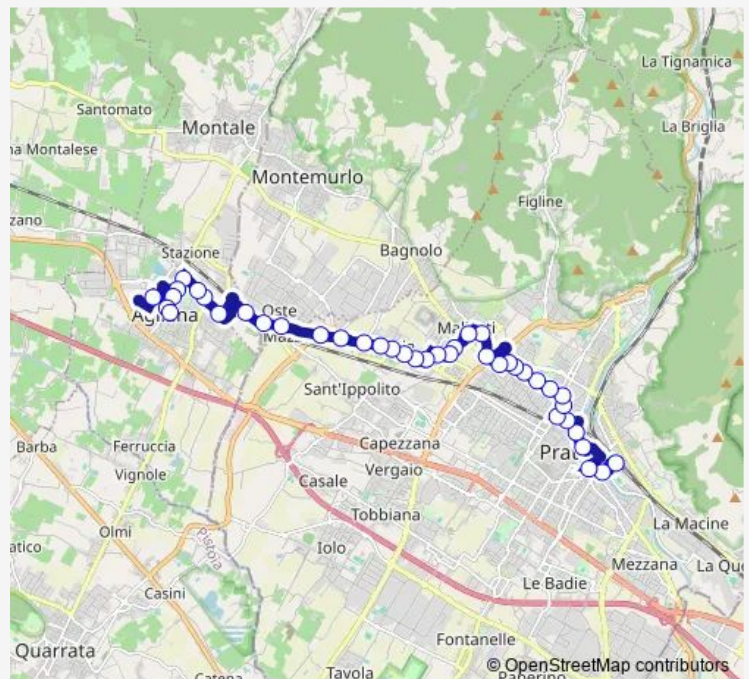 La Tignamica
Santomato
Montale
La Briglia
na Montalese
Montemurlo
Figline
zano
Bagnolo
Stazione
Agliana
Oste
Sant'Ippolito
Capezzana
Barba
Ferruccia
Vergaio
Vignole
Casale
Tobbiana
La Macine
Olmi
Pistoia
atico
Iolo
Mezzana
La Que
Le Badie
Casini
Fontanelle
Quarrata
© OpenStreetMap contributors
Catena
Tavola